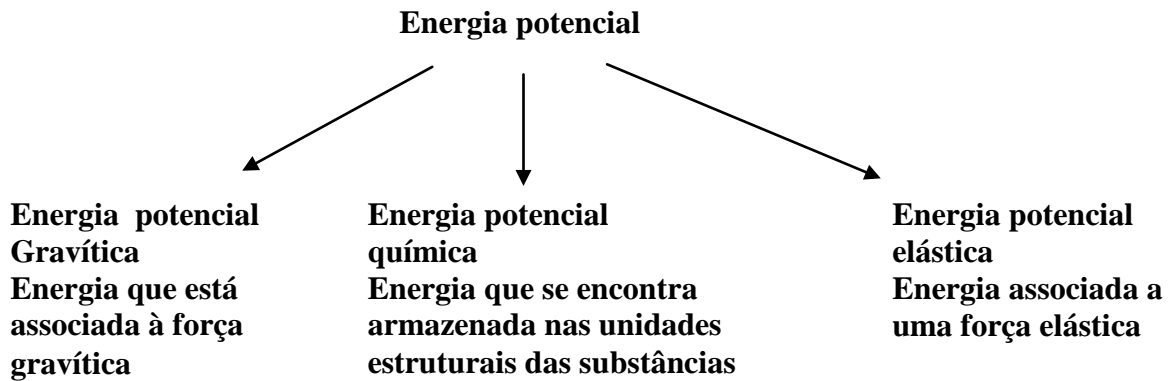 Energia potencial
Energia potencial
Gravítica
Energia que está
associada à força
gravítica
Energia potencial
química
Energia que se encontra
armazenada nas unidades
estruturais das substâncias
Energia potencial
elástica
Energia associada a
uma força elástica